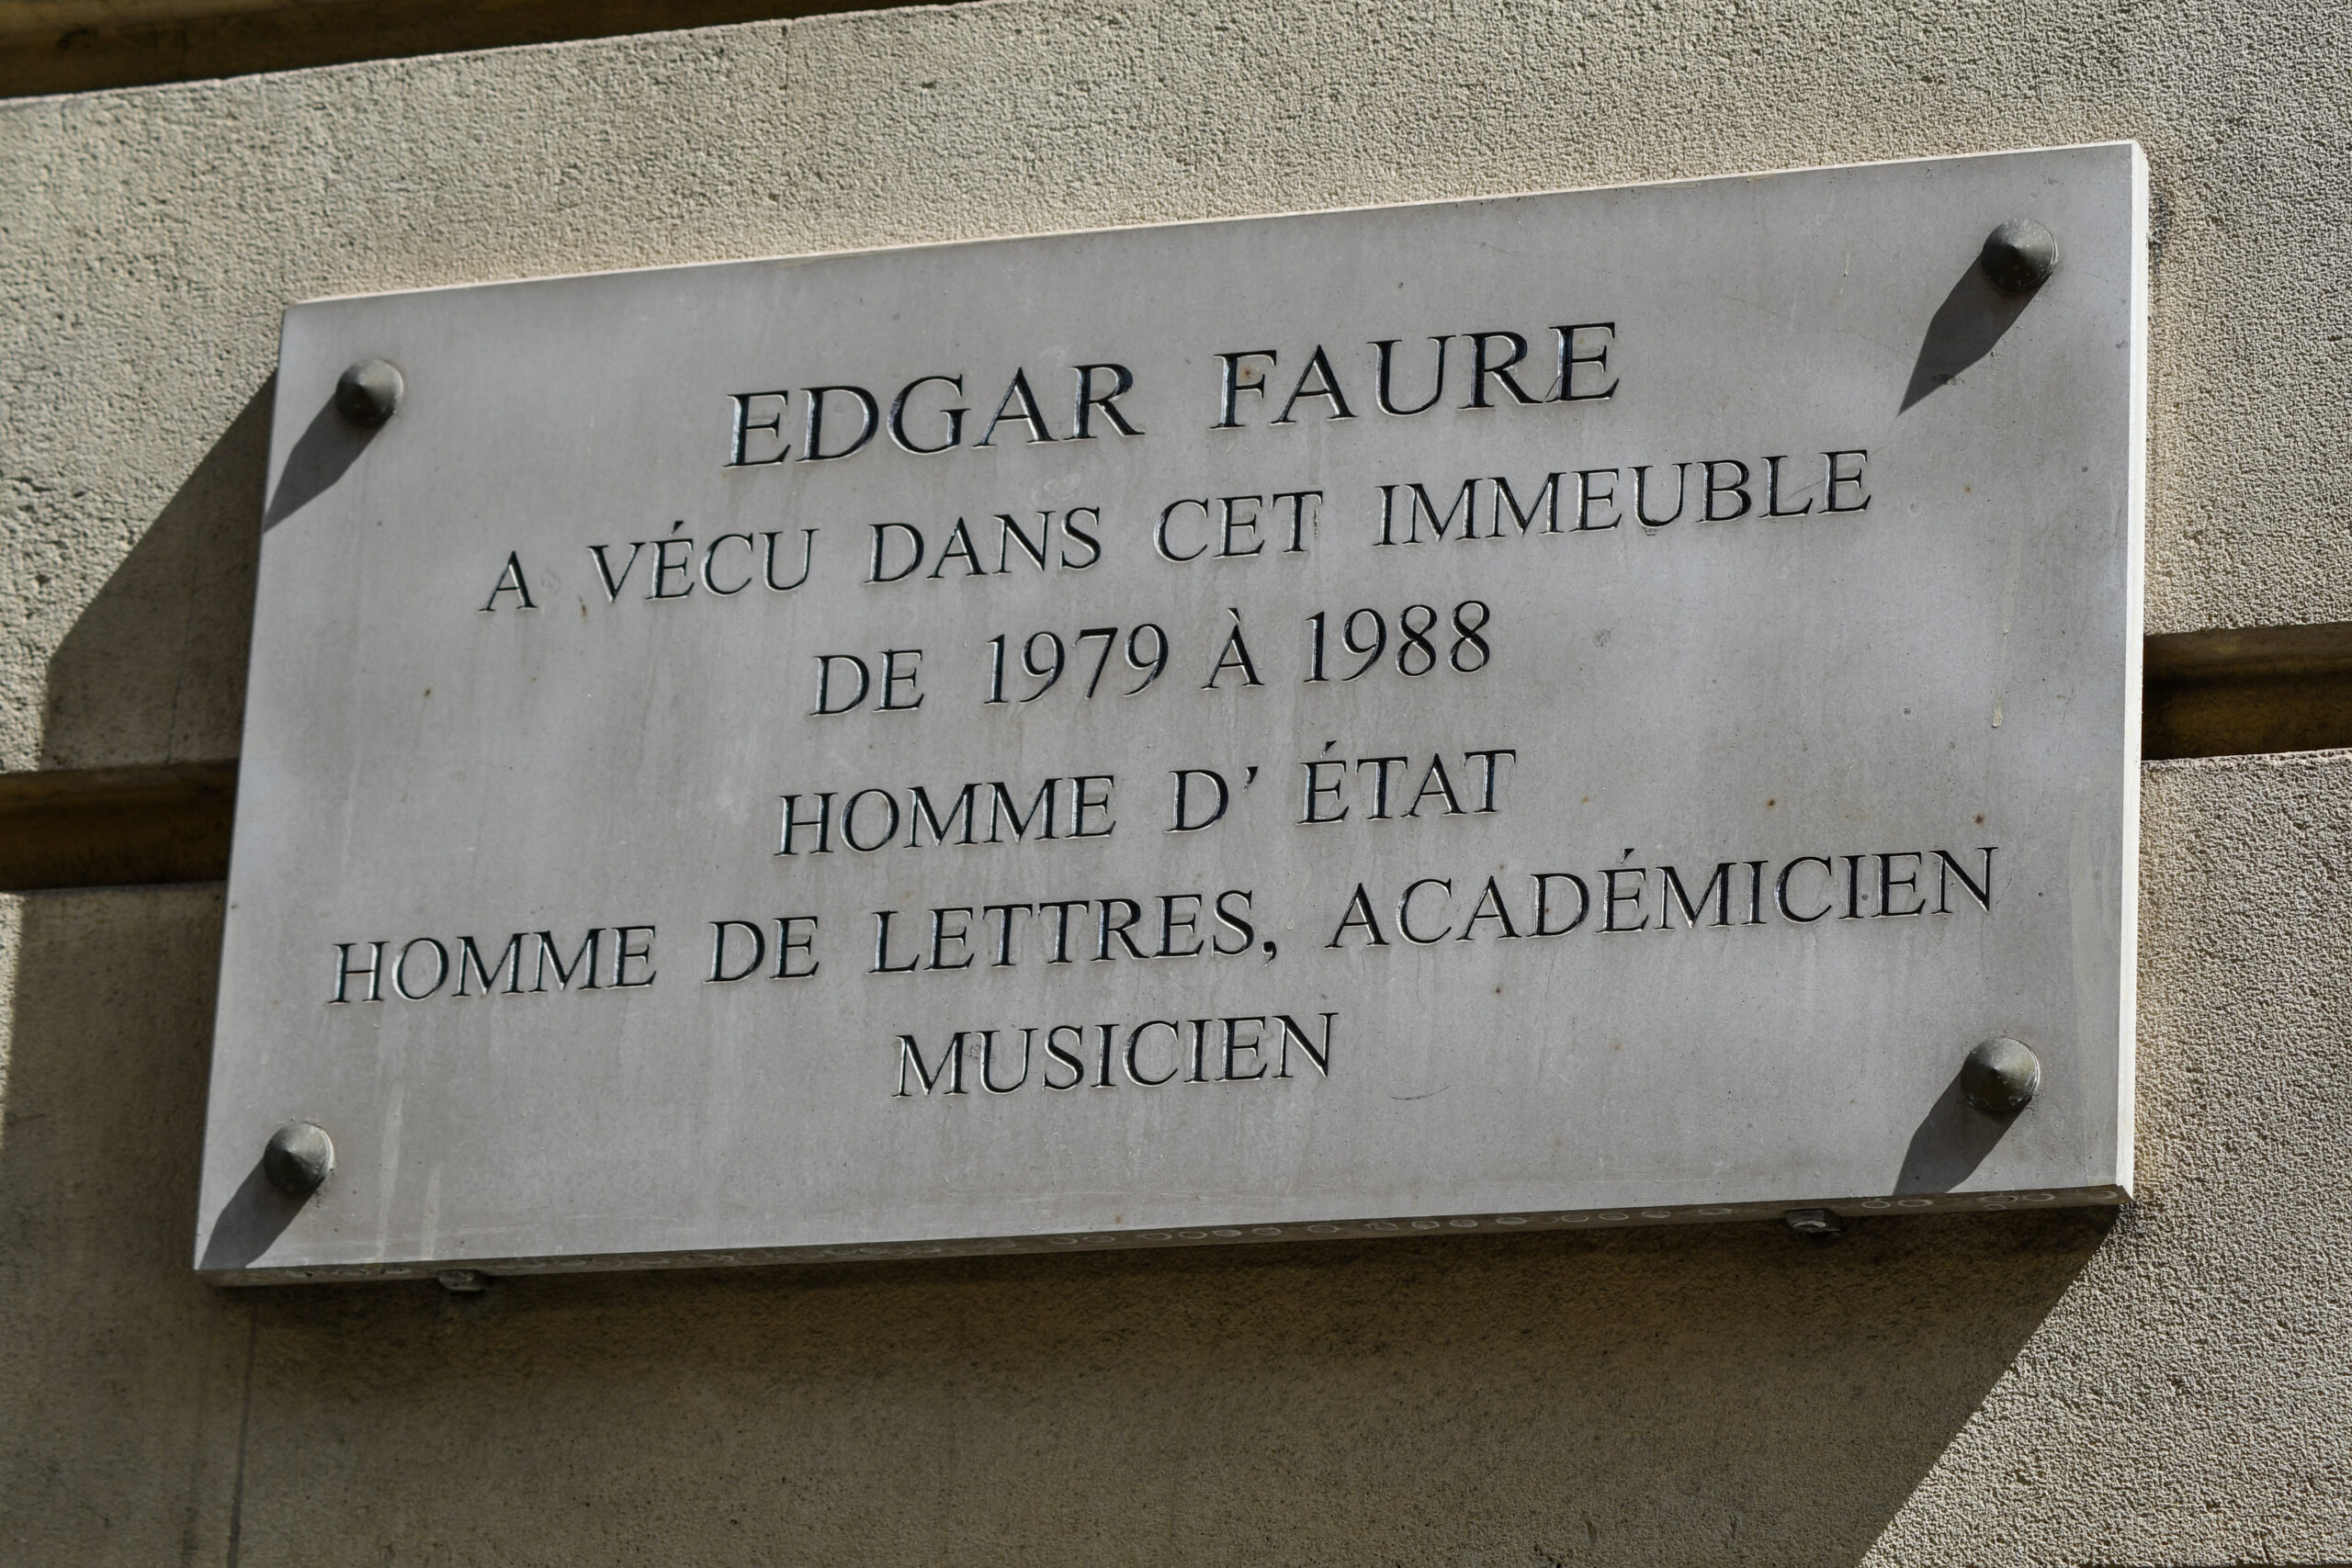 EDGAR FAURE
A VÉCU DANS CET IMMEUBLE
DE 1979 À 1988
HOMME D' ÉTAT
HOMME DE LETTRES, ACADÉMICIEN
MUSICIEN